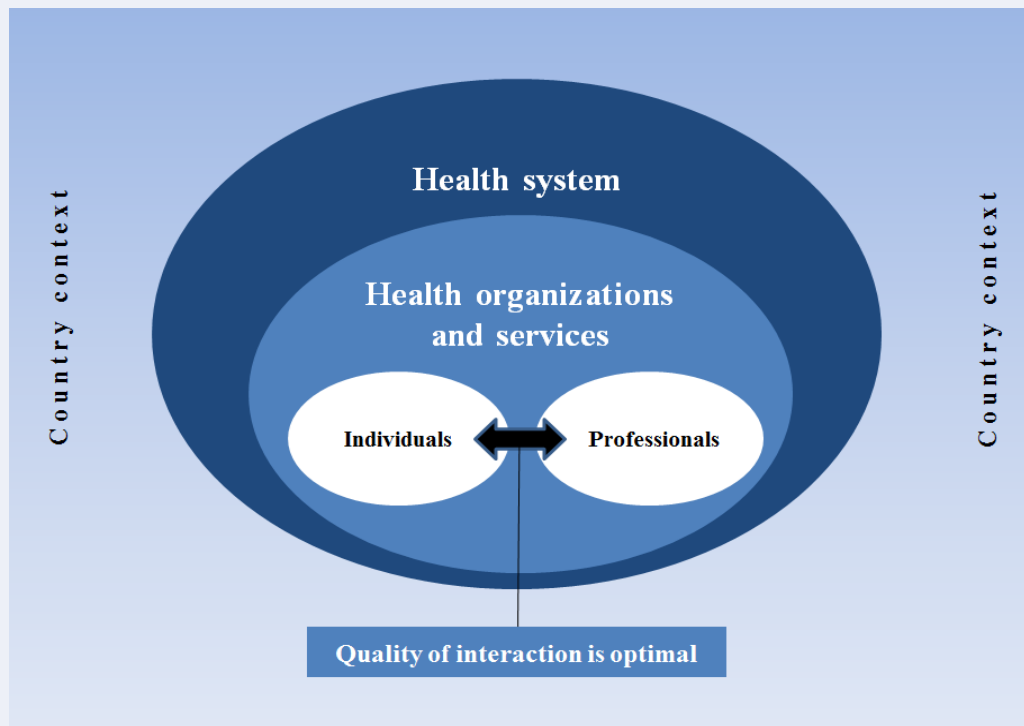 Health system
Country context
Country context
Health organizations
and services
Individuals
Professionals
Quality of interaction is optimal